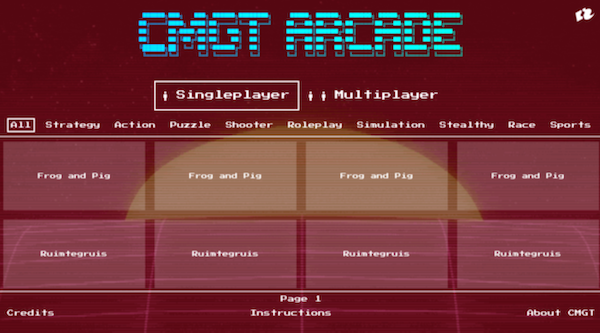 CMGT ARCADE
Singleplayer Multiplayer
All Strategy Action Puzzle Shooter Roleplay Simulation Stealthy Race Sports
Frog and Pig Frog and Pig Frog and Pig Frog and Pig
Ruimtegruis Ruimtegruis Ruimtegruis Ruimtegruis
Page 1
Credits Instructions About CMGT